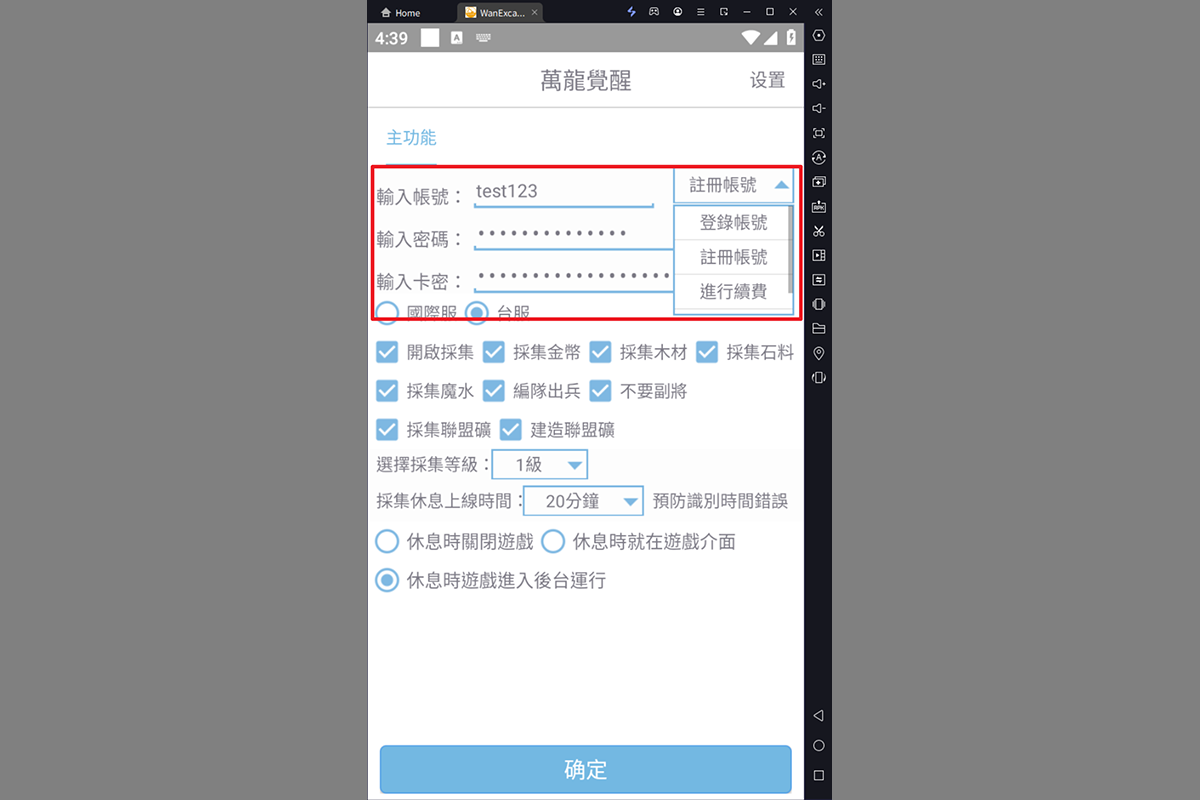 Home WanExca...
4:39
萬龍覺醒 设置
主功能
輸入帳號： test123 註冊帳號
登錄帳號
輸入密碼： ••••••••••••••
註冊帳號
輸入卡密： •••••••••••••••••
進行續費
國際服 台服
開啟採集 採集金幣 採集木材 採集石料
採集魔水 編隊出兵 不要副將
採集聯盟礦 建造聯盟礦
選擇採集等級： 1級
採集休息上線時間： 20分鐘 預防識別時間錯誤
休息時關閉遊戲 休息時就在遊戲介面
休息時遊戲進入後台運行
确定